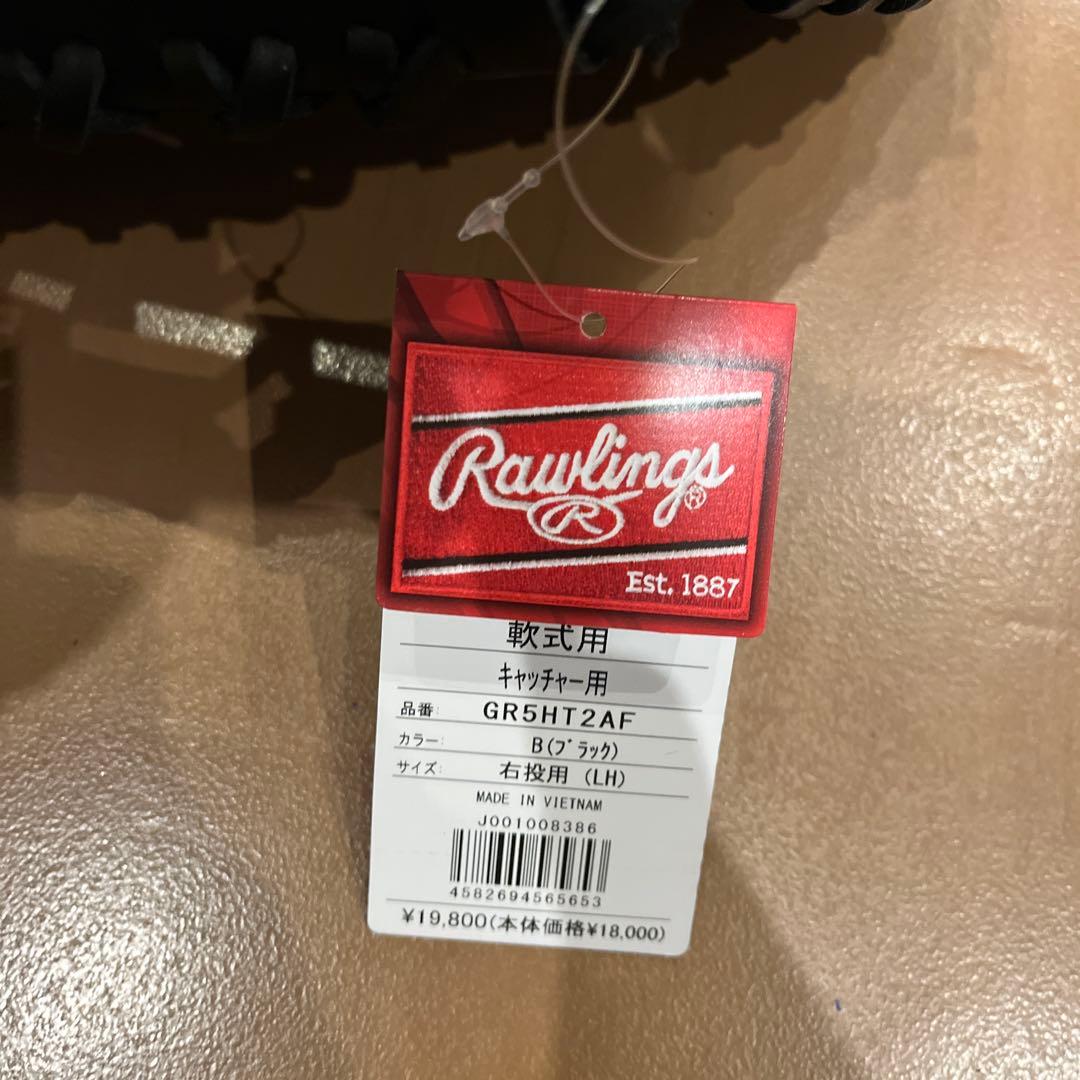 Rawlings®
R
Est. 1887
軟式用
キャッチャー用
品番: GR5HT2AF
カラー: B(ブラック)
サイズ: 右投用 (LH)
MADE IN VIETNAM
J001008386
4582694565653
¥19,800(本体価格¥18,000)